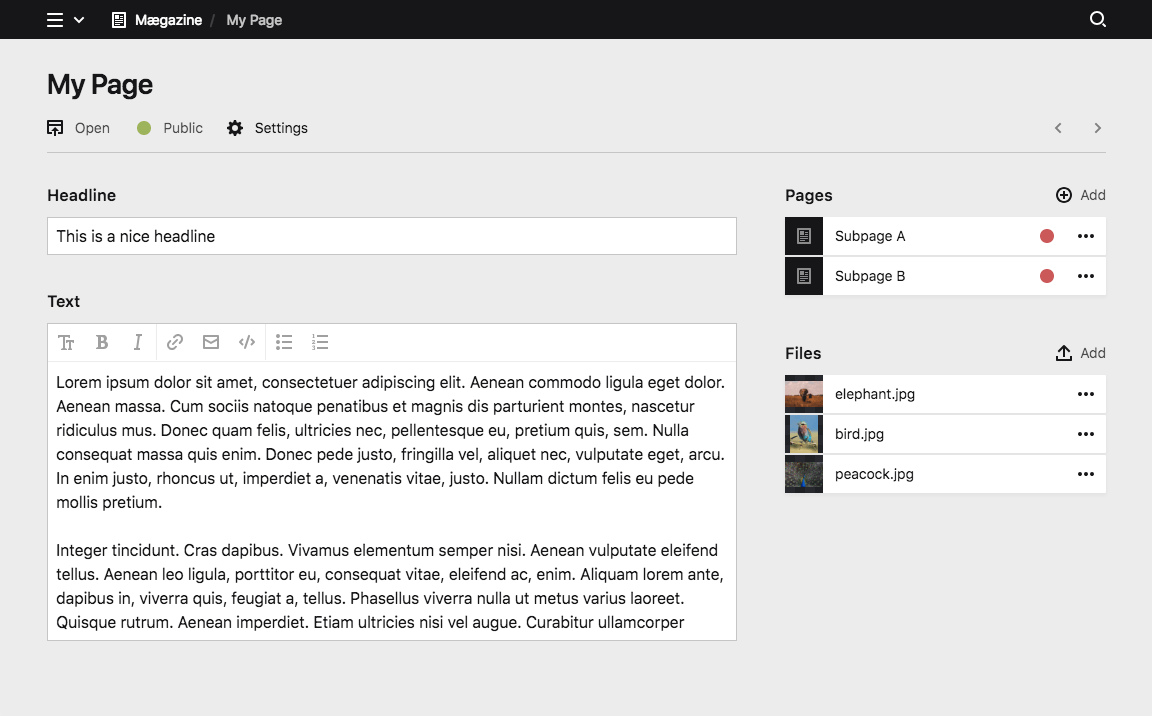 Mægazine / My Page
My Page
Open Public Settings
Headline
This is a nice headline
Text
Lorem ipsum dolor sit amet, consectetuer adipiscing elit. Aenean commodo ligula eget dolor.
Aenean massa. Cum sociis natoque penatibus et magnis dis parturient montes, nascetur
ridiculus mus. Donec quam felis, ultricies nec, pellentesque eu, pretium quis, sem. Nulla
consequat massa quis enim. Donec pede justo, fringilla vel, aliquet nec, vulputate eget, arcu.
In enim justo, rhoncus ut, imperdiet a, venenatis vitae, justo. Nullam dictum felis eu pede
mollis pretium.
Integer tincidunt. Cras dapibus. Vivamus elementum semper nisi. Aenean vulputate eleifend
tellus. Aenean leo ligula, porttitor eu, consequat vitae, eleifend ac, enim. Aliquam lorem ante,
dapibus in, viverra quis, feugiat a, tellus. Phasellus viverra nulla ut metus varius laoreet.
Quisque rutrum. Aenean imperdiet. Etiam ultricies nisi vel augue. Curabitur ullamcorper
Pages Add
Subpage A
Subpage B
Files Add
elephant.jpg
bird.jpg
peacock.jpg